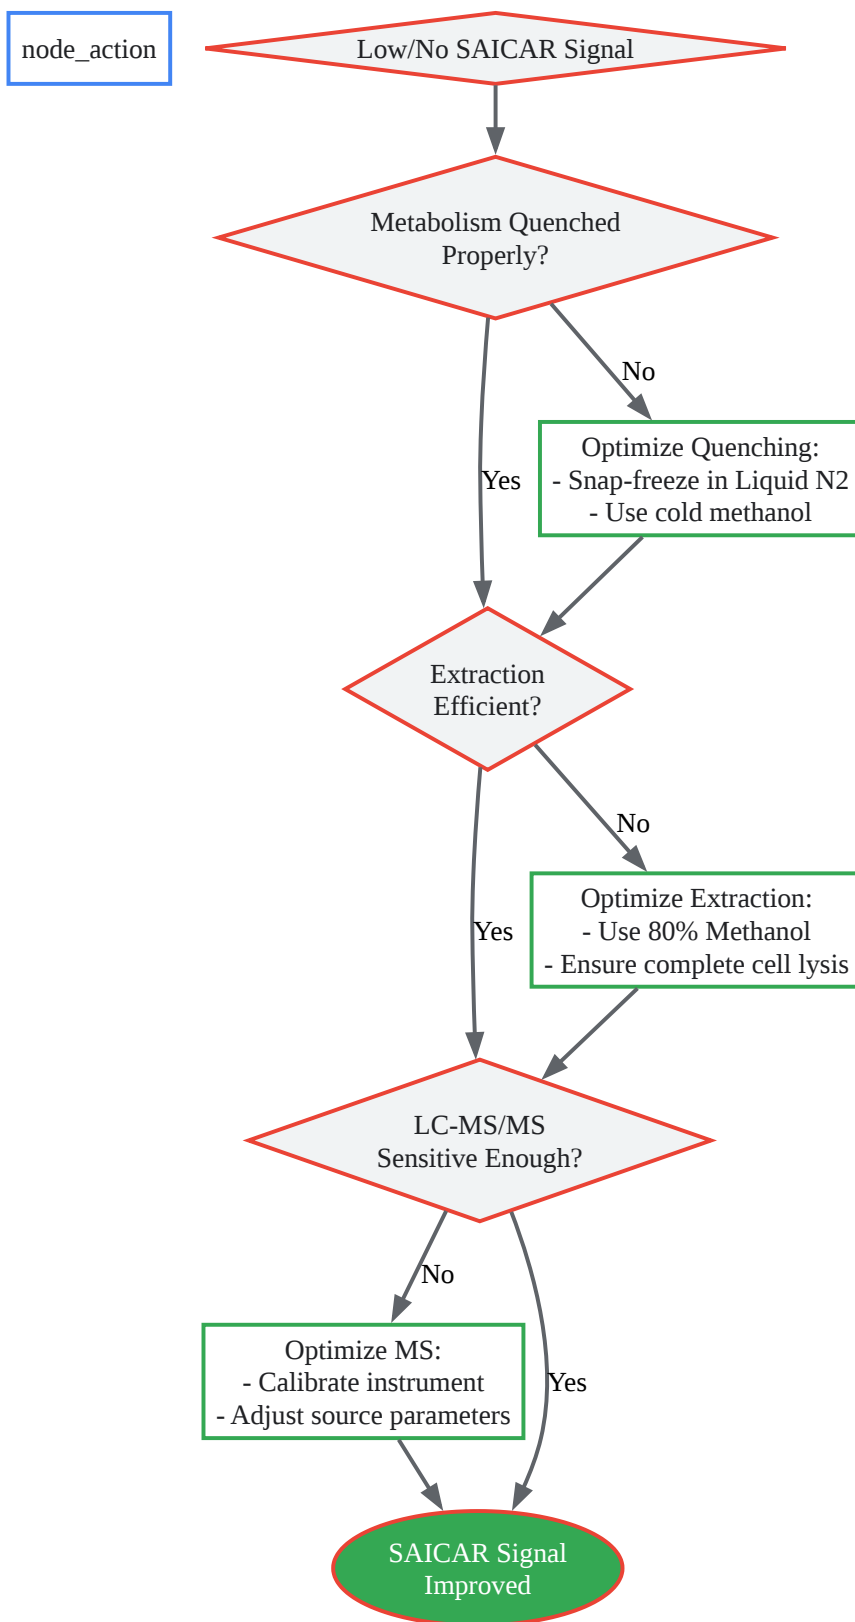 node_action
Low/No SAICAR Signal
Metabolism Quenched
Properly?
No
Yes
Optimize Quenching:
- Snap-freeze in Liquid N2
- Use cold methanol
Extraction
Efficient?
No
Yes
Optimize Extraction:
- Use 80% Methanol
- Ensure complete cell lysis
LC-MS/MS
Sensitive Enough?
No
Yes
Optimize MS:
- Calibrate instrument
- Adjust source parameters
SAICAR Signal
Improved